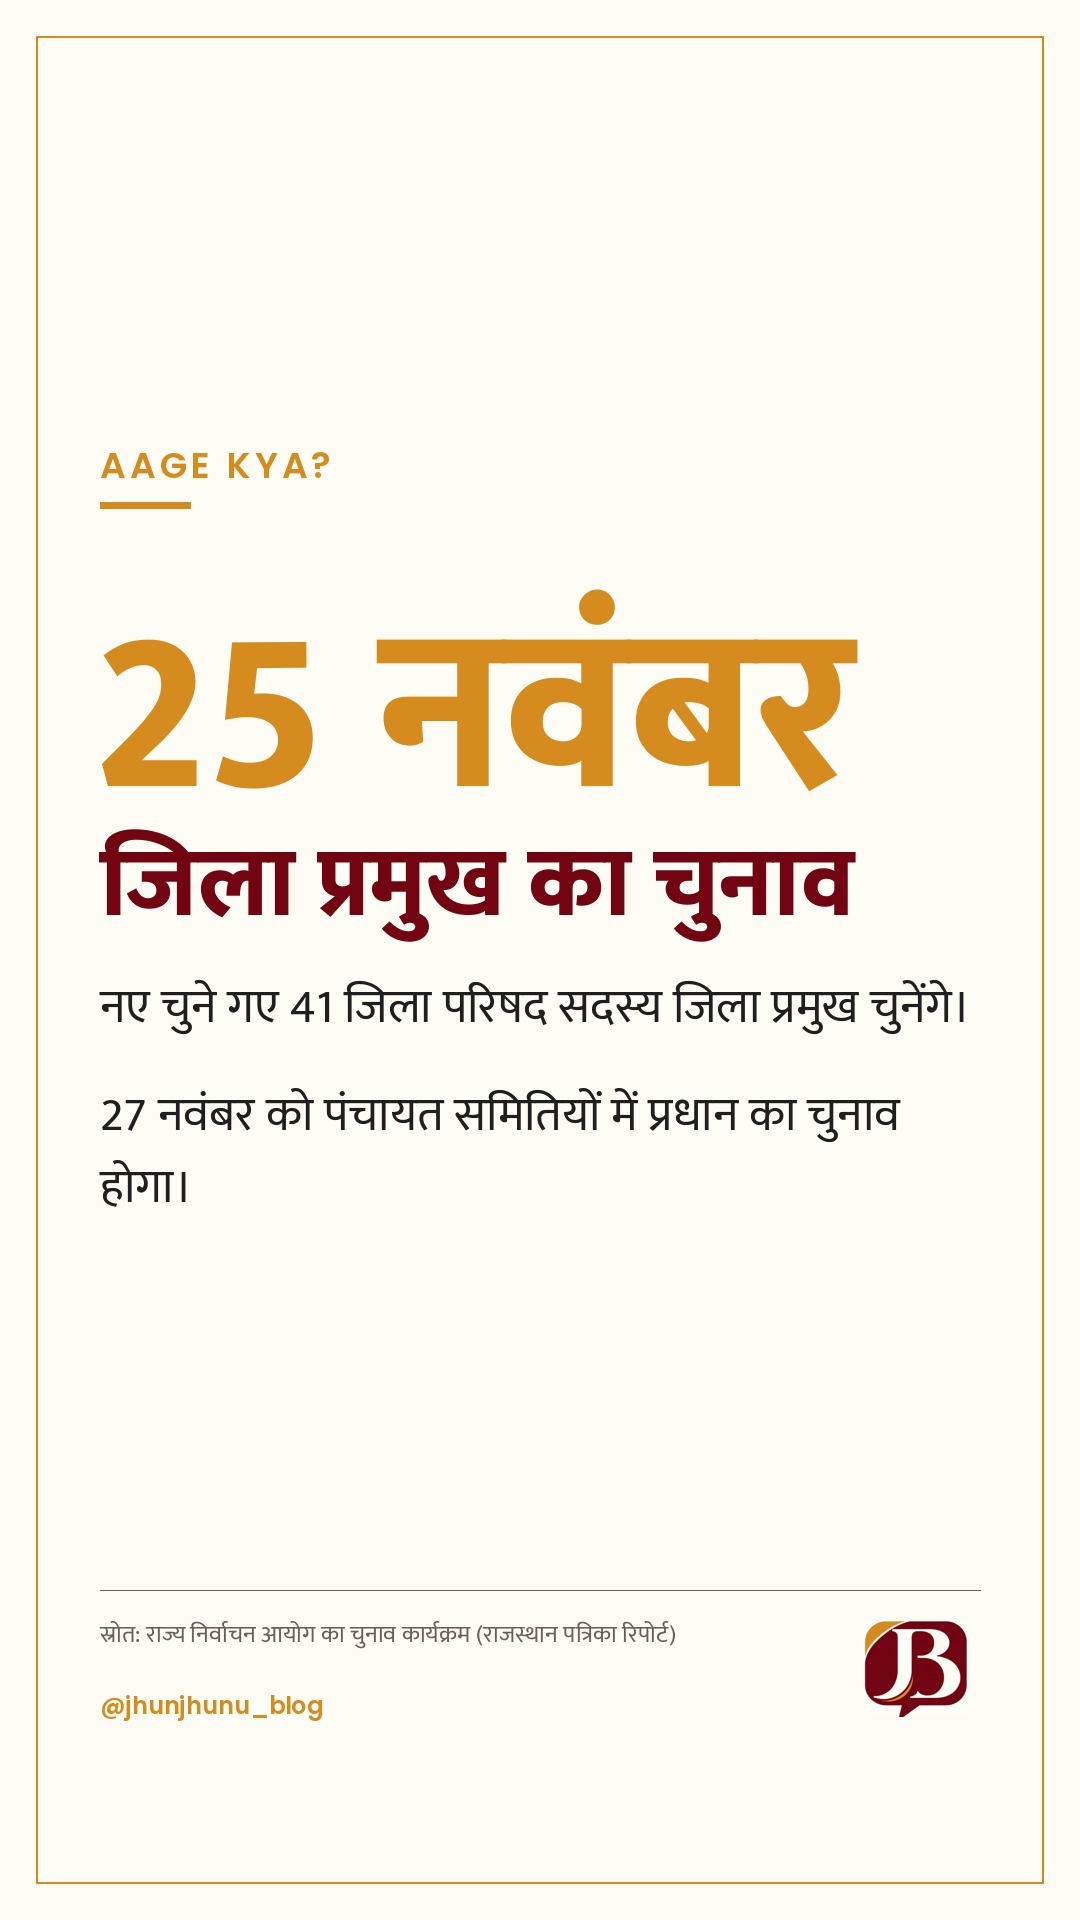 AAGE KYA?
25 नवंबर
जिला प्रमुख का चुनाव
नए चुने गए 41 जिला परिषद सदस्य जिला प्रमुख चुनेंगे।
27 नवंबर को पंचायत समितियों में प्रधान का चुनाव
होगा।
स्रोत: राज्य निर्वाचन आयोग का चुनाव कार्यक्रम (राजस्थान पत्रिका रिपोर्ट)
JB
@jhunjhunu_blog